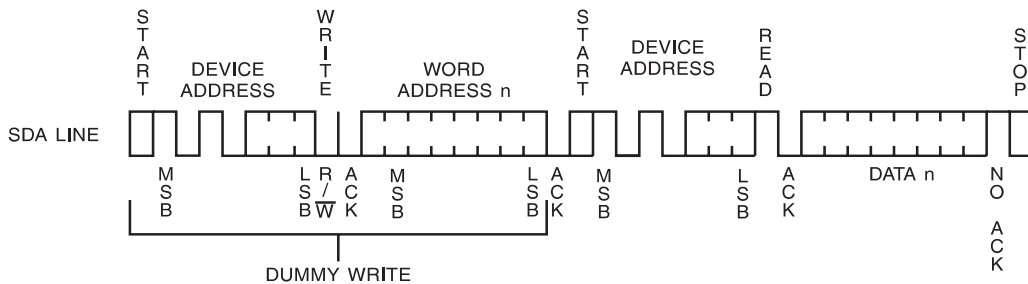 START
WRITE
START
READ
STOP
DEVICE
ADDRESS
WORD
ADDRESS n
DEVICE
ADDRESS
SDA LINE
MSB
LSB
R/W
ACK
MSB
LSB
ACK
MSB
LSB
ACK
DATA n
NO ACK
DUMMY WRITE